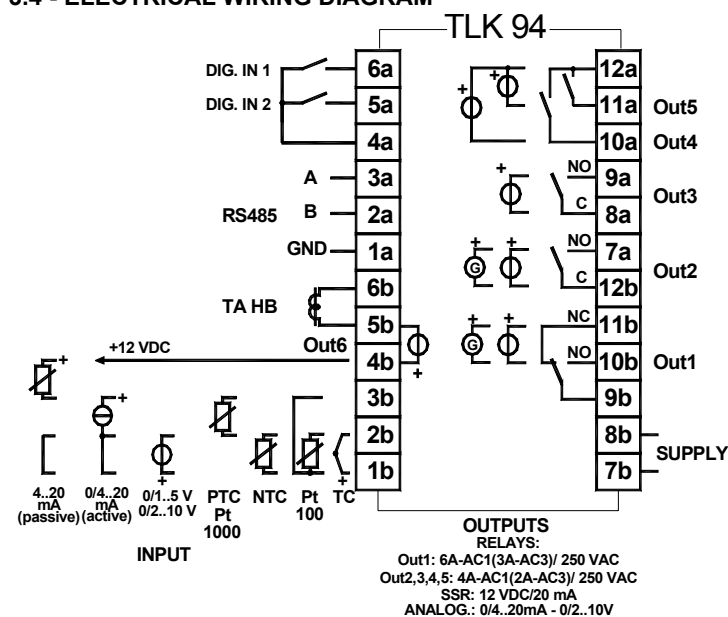 3.4 - ELECTRICAL WIRING DIAGRAM
TLK 94
DIG. IN 1
DIG. IN 2
A
RS485 B
GND
TA HB
Out6
+12 VDC
6a
5a
4a
3a
2a
1a
6b
5b
4b
3b
2b
1b
12a
11a
10a
9a
8a
7a
12b
11b
10b
9b
8b
7b
Out5
Out4
NO
Out3
C
NO
Out2
C
NC
NO
Out1
SUPPLY
G
G
+
+
+
+
+
+
+
+
+
+
+
+
4..20
mA
(passive)
0/4..20
mA
(active)
0/1..5 V
0/2..10 V
PTC
Pt
1000
NTC
Pt
100
TC
INPUT
OUTPUTS
RELAYS:
Out1: 6A-AC1(3A-AC3)/ 250 VAC
Out2,3,4,5: 4A-AC1(2A-AC3)/ 250 VAC
SSR: 12 VDC/20 mA
ANALOG.: 0/4..20mA - 0/2..10V